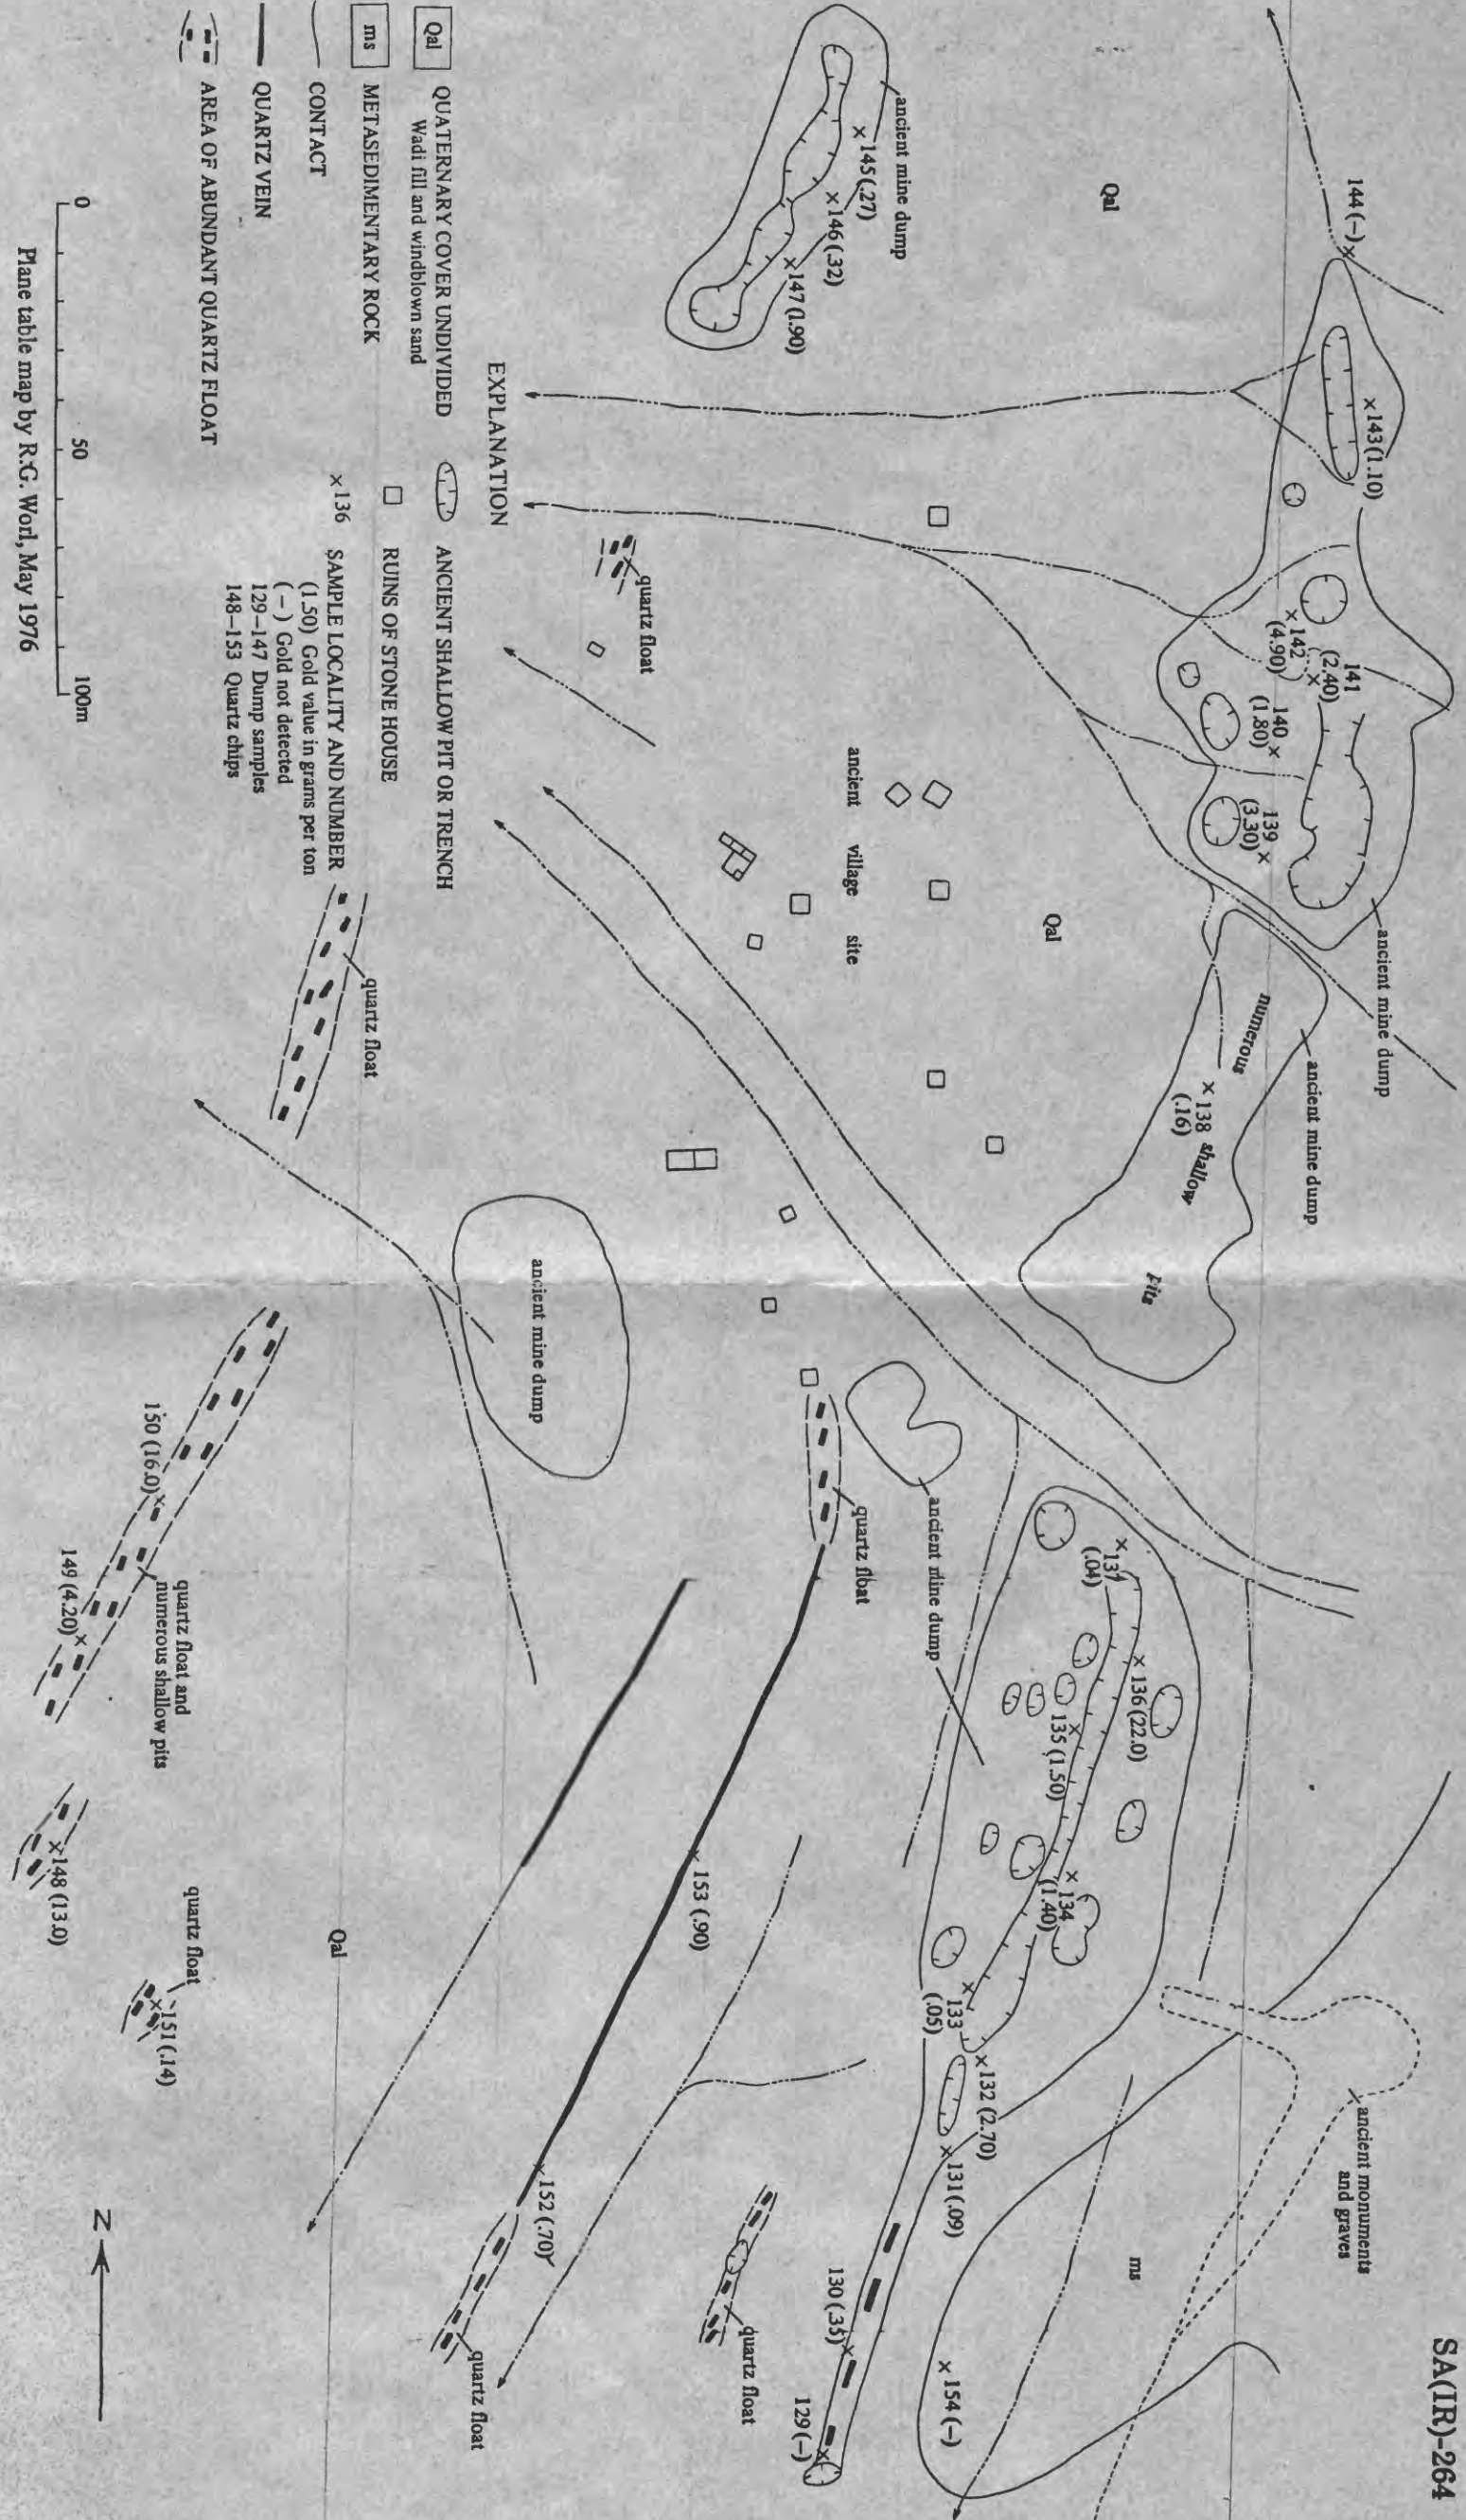 SA(IR)-264
144 (–)
143 (1.10)
141
(2.40)
142
(4.90)
140
(1.80)
139
(3.30)
ancient mine dump
ancient mine dump
numerous
shallow
Pits
138
(.16)
Qal
ancient mine dump
145 (.27)
146 (.32)
147 (1.90)
Qal
ancient village site
quartz float
quartz float
ancient mine dump
ancient mine dump
quartz float
137
(.04)
136 (22.0)
135 (1.50)
134
(1.40)
133
(.05)
132 (2.70)
131 (.09)
130 (.35)
129 (–)
ancient monuments
and graves
ms
154 (–)
153 (.90)
152 (.70)
quartz float
quartz float
Qal
150 (16.0)
149 (4.20)
quartz float and
numerous shallow pits
148 (13.0)
quartz float
151 (.14)
N
EXPLANATION
Qal QUATERNARY COVER UNDIVIDED
Wadi fill and windblown sand
ms METASEDIMENTARY ROCK
CONTACT
QUARTZ VEIN
AREA OF ABUNDANT QUARTZ FLOAT
ANCIENT SHALLOW PIT OR TRENCH
RUINS OF STONE HOUSE
×136 SAMPLE LOCALITY AND NUMBER
(1.50) Gold value in grams per ton
(–) Gold not detected
129–147 Dump samples
148–153 Quartz chips
0 50 100m
Plane table map by R.G. Worl, May 1976